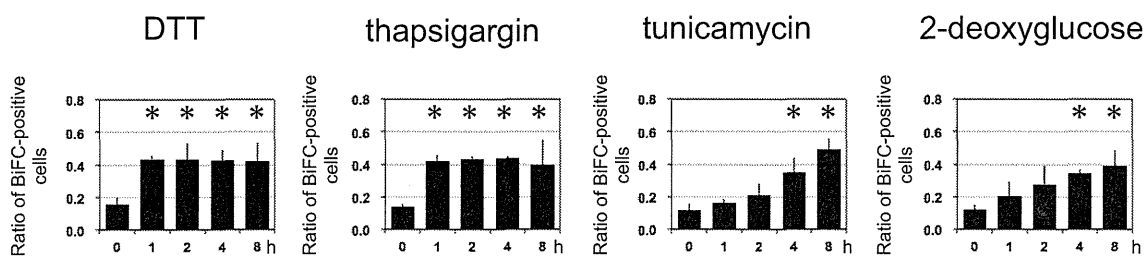 DTT
thapsigargin
tunicamycin
2-deoxyglucose
Ratio of BiFC-positive
cells
0.8
0.6
0.4
0.2
0.0
* * * *
0 1 2 4 8 h
Ratio of BiFC-positive
cells
0.8
0.6
0.4
0.2
0.0
* * * *
0 1 2 4 8 h
Ratio of BiFC-positive
cells
0.8
0.6
0.4
0.2
0.0
* *
0 1 2 4 8 h
Ratio of BiFC-positive
cells
0.8
0.6
0.4
0.2
0.0
* *
0 1 2 4 8 h